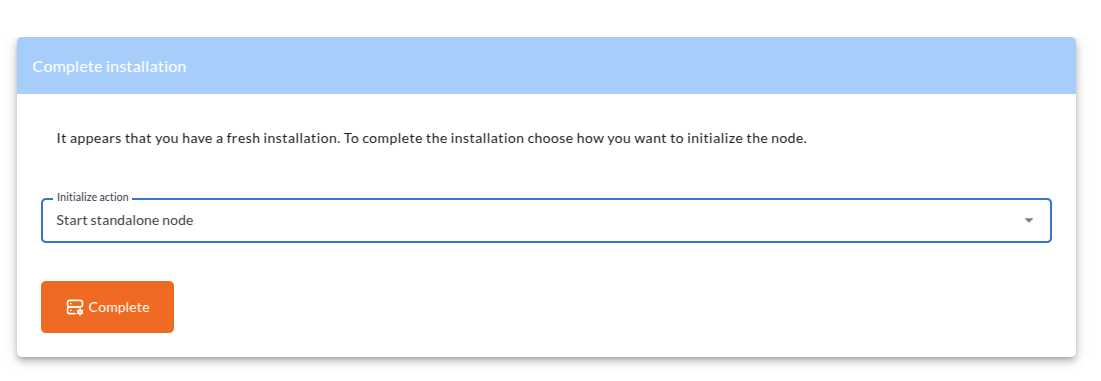 Complete installation
It appears that you have a fresh installation. To complete the installation choose how you want to initialize the node.
Initialize action
Start standalone node
Complete